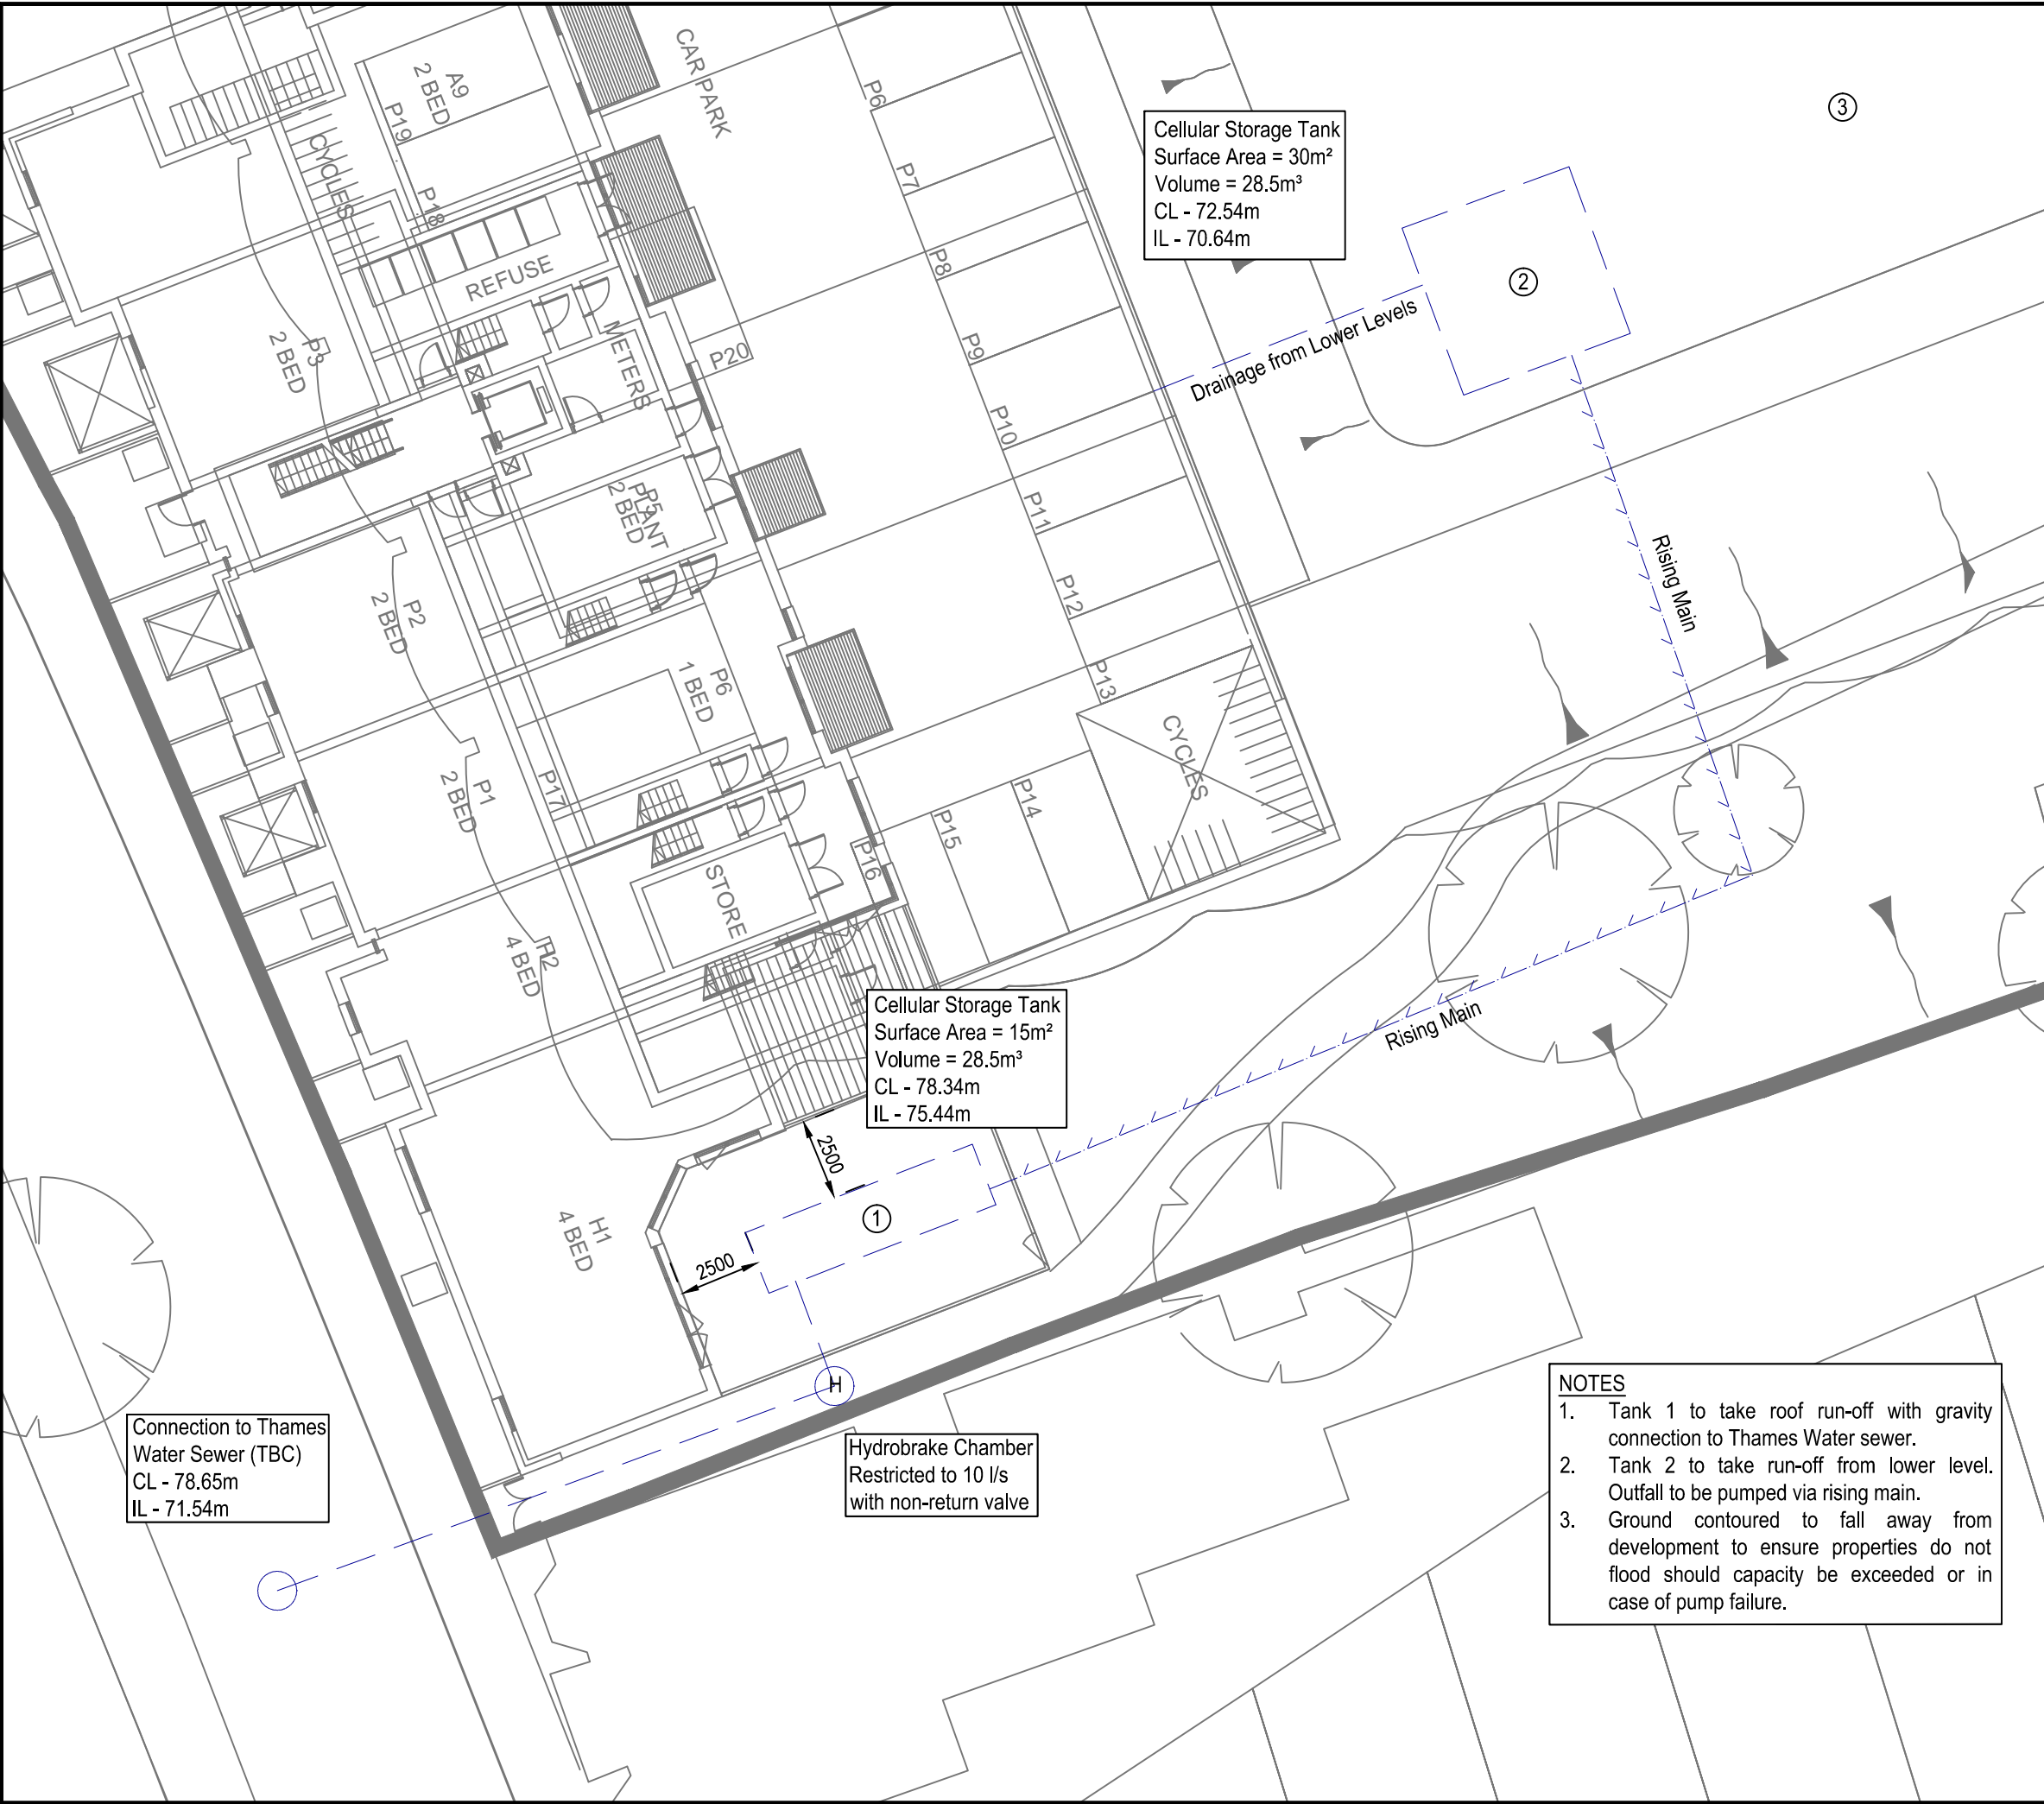 CAR PARK
A9
2 BED
P19
CYCLES
P18
REFUSE
METERS
P20
P6
P7
P8
P9
P10
P11
P12
P13
P14
P15
P16
P17
CYCLES
P3
2 BED
P5
2 BED
PLANT
P2
2 BED
P6
1 BED
P1
2 BED
STORE
H2
4 BED
H1
4 BED
Cellular Storage Tank
Surface Area = 30m²
Volume = 28.5m³
CL - 72.54m
IL - 70.64m
3
2
Drainage from Lower Levels
Rising Main
Rising Main
Cellular Storage Tank
Surface Area = 15m²
Volume = 28.5m³
CL - 78.34m
IL - 75.44m
2500
2500
1
H
Connection to Thames
Water Sewer (TBC)
CL - 78.65m
IL - 71.54m
Hydrobrake Chamber
Restricted to 10 l/s
with non-return valve
NOTES
1. Tank 1 to take roof run-off with gravity
connection to Thames Water sewer.
2. Tank 2 to take run-off from lower level.
Outfall to be pumped via rising main.
3. Ground contoured to fall away from
development to ensure properties do not
flood should capacity be exceeded or in
case of pump failure.